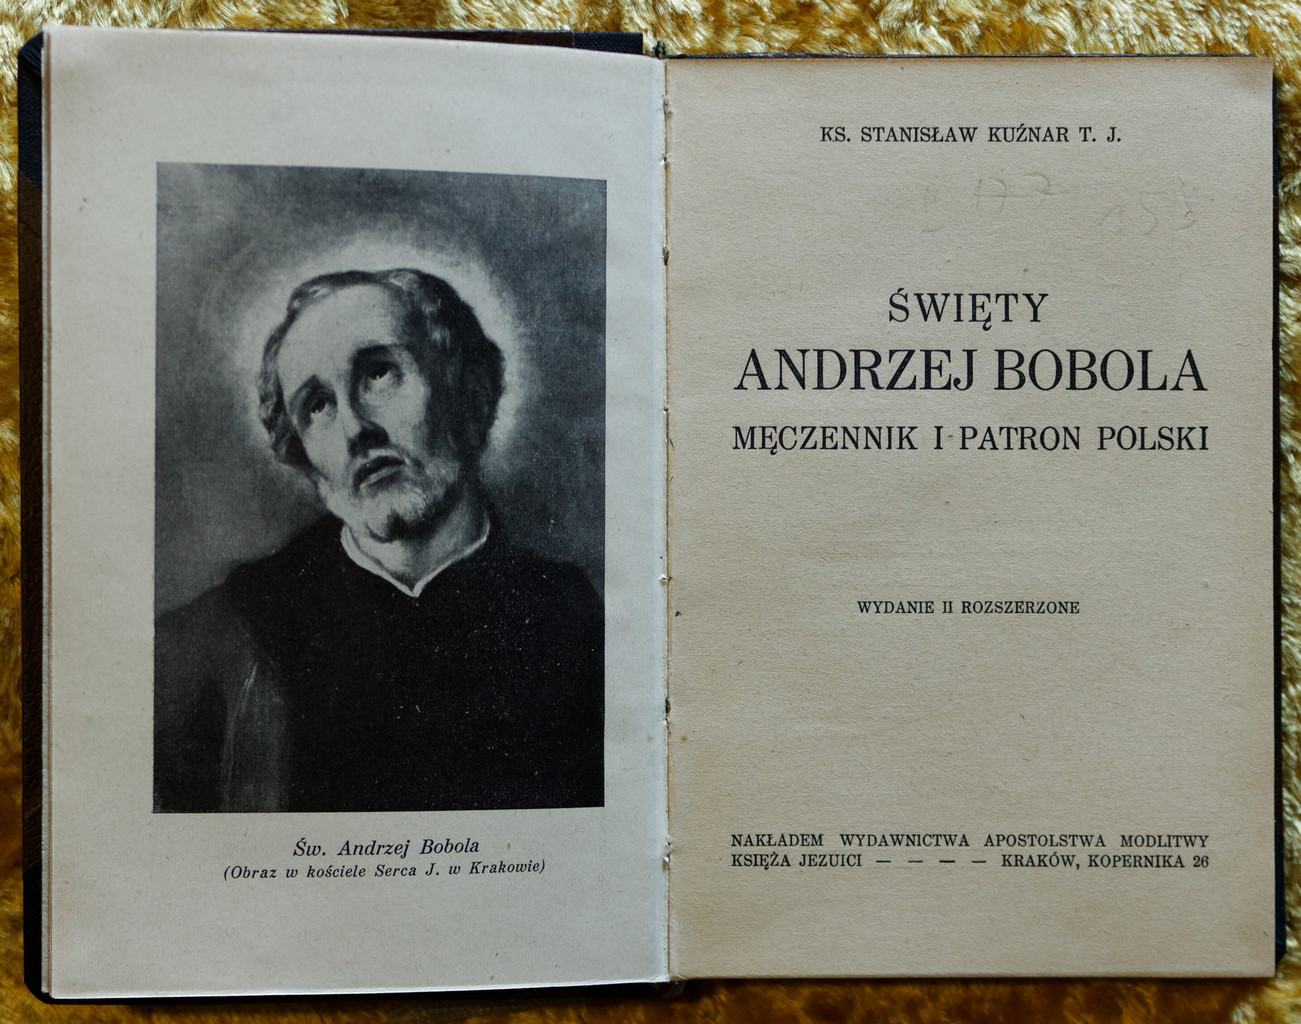 Św. Andrzej Bobola
(Obraz w kościele Serca J. w Krakowie)
KS. STANISŁAW KUŹNAR T. J.
ŚWIĘTY
ANDRZEJ BOBOLA
MĘCZENNIK I PATRON POLSKI
WYDANIE II ROZSZERZONE
NAKŁADEM WYDAWNICTWA APOSTOLSTWA MODLITWY
KSIĘŻA JEZUICI — — — — KRAKÓW, KOPERNIKA 26